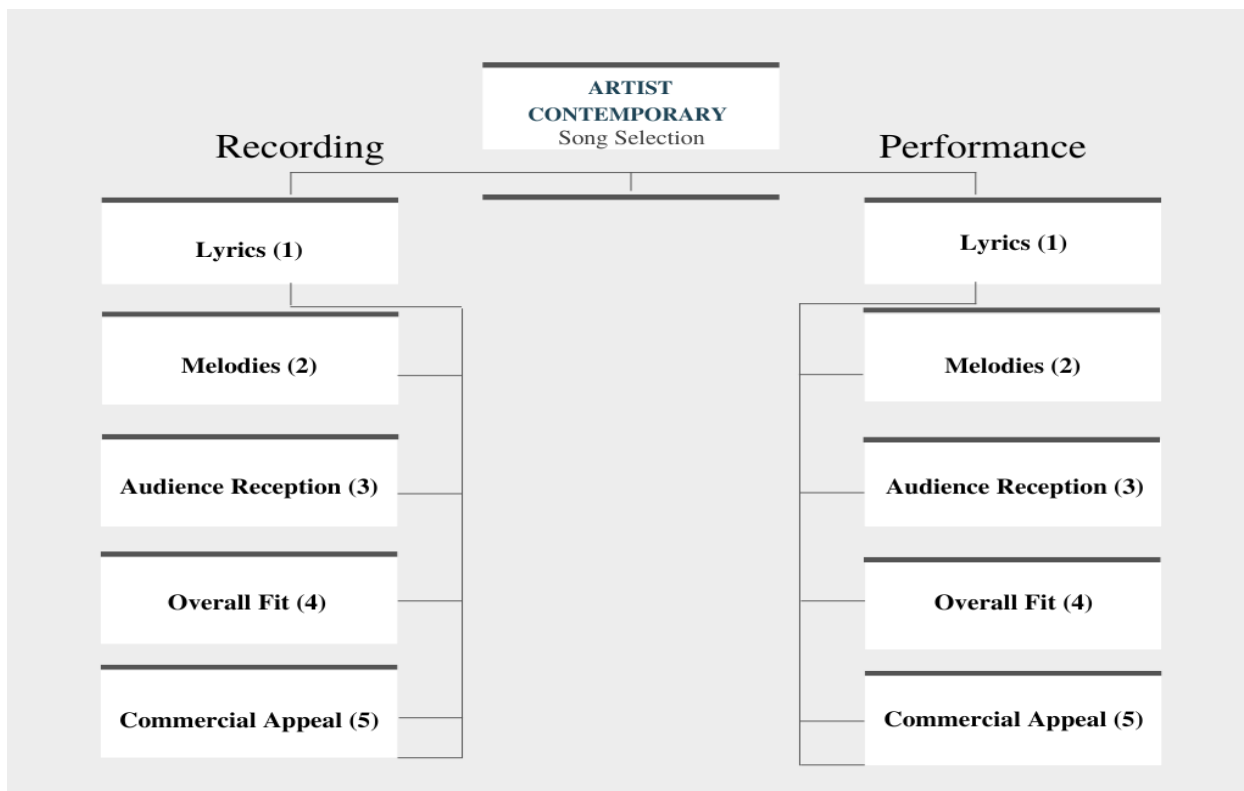 ARTIST
CONTEMPORARY
Song Selection
Recording
Performance
Lyrics (1)
Melodies (2)
Audience Reception (3)
Overall Fit (4)
Commercial Appeal (5)
Lyrics (1)
Melodies (2)
Audience Reception (3)
Overall Fit (4)
Commercial Appeal (5)